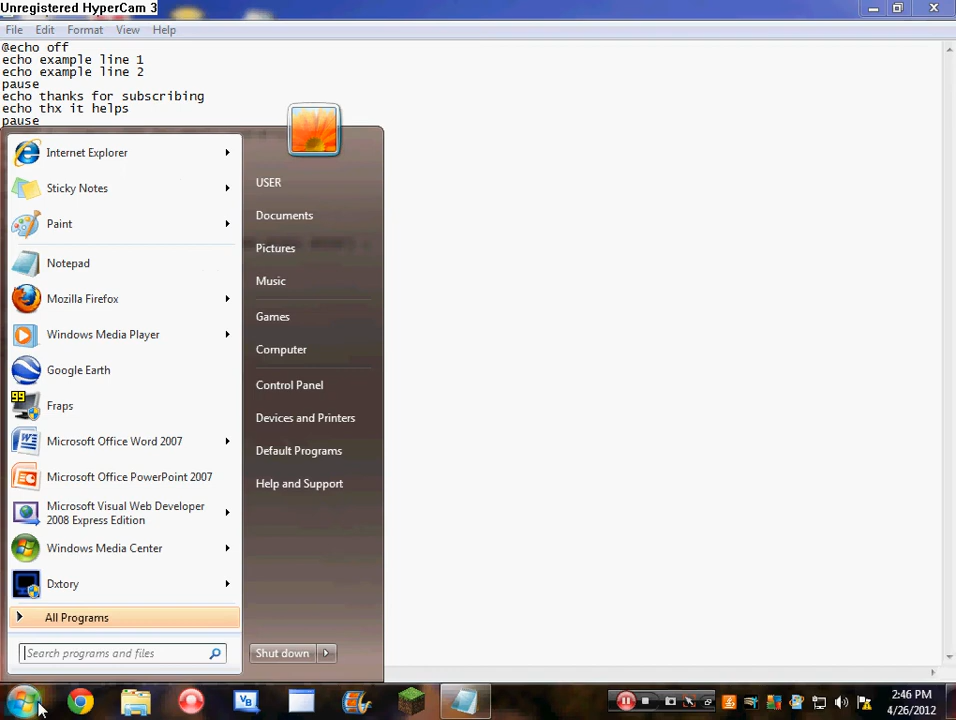 Unregistered HyperCam 3
File Edit Format View Help
@echo off
echo example line 1
echo example line 2
pause
echo thanks for subscribing
echo thx it helps
pause
Internet Explorer
Sticky Notes
Paint
Notepad
Mozilla Firefox
Windows Media Player
Google Earth
99
Fraps
Microsoft Office Word 2007
Microsoft Office PowerPoint 2007
Microsoft Visual Web Developer
2008 Express Edition
Windows Media Center
Dxtory
All Programs
Search programs and files
USER
Documents
Pictures
Music
Games
Computer
Control Panel
Devices and Printers
Default Programs
Help and Support
Shut down
VB
2:46 PM
4/26/2012